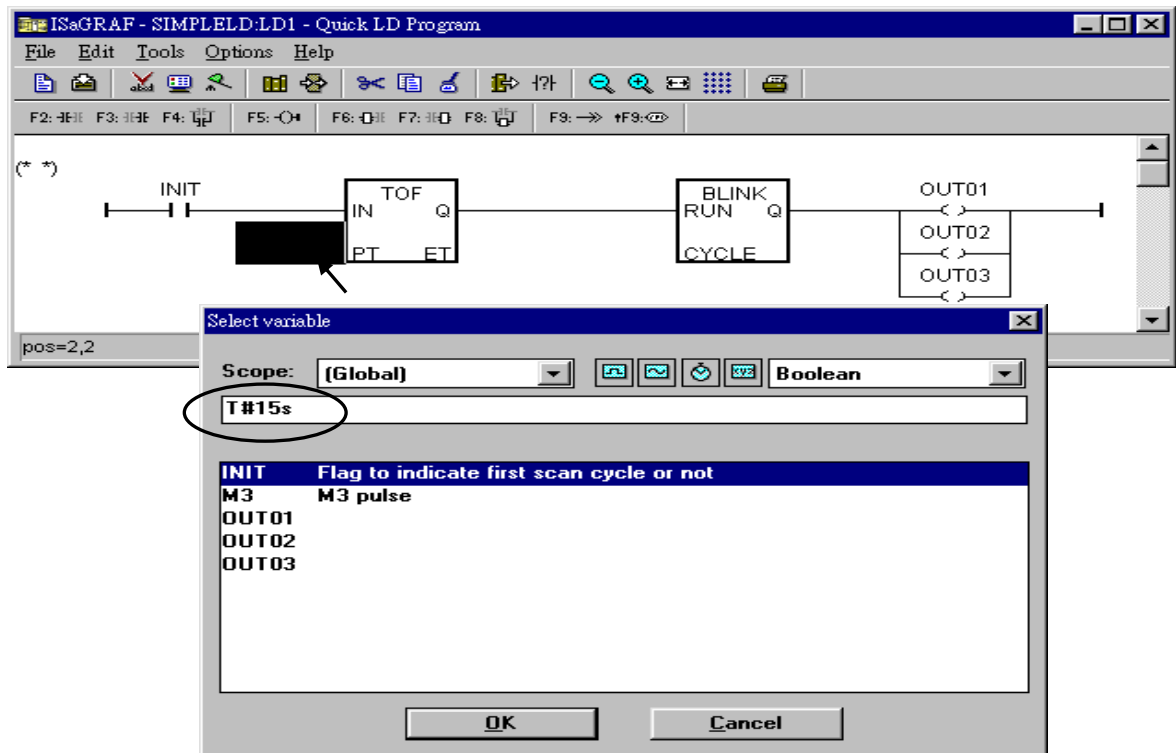 ISaGRAF - SIMPLELD:LD1 - Quick LD Program
File Edit Tools Options Help
F2: F3: F4: F5: F6: F7: F8: F9: ↑F9:
(* *)
INIT
TOF
IN Q
PT ET
BLINK
RUN Q
CYCLE
OUT01
OUT02
OUT03
pos=2,2
Select variable
Scope: (Global) xyz Boolean
T#15s
INIT Flag to indicate first scan cycle or not
M3 M3 pulse
OUT01
OUT02
OUT03
OK Cancel